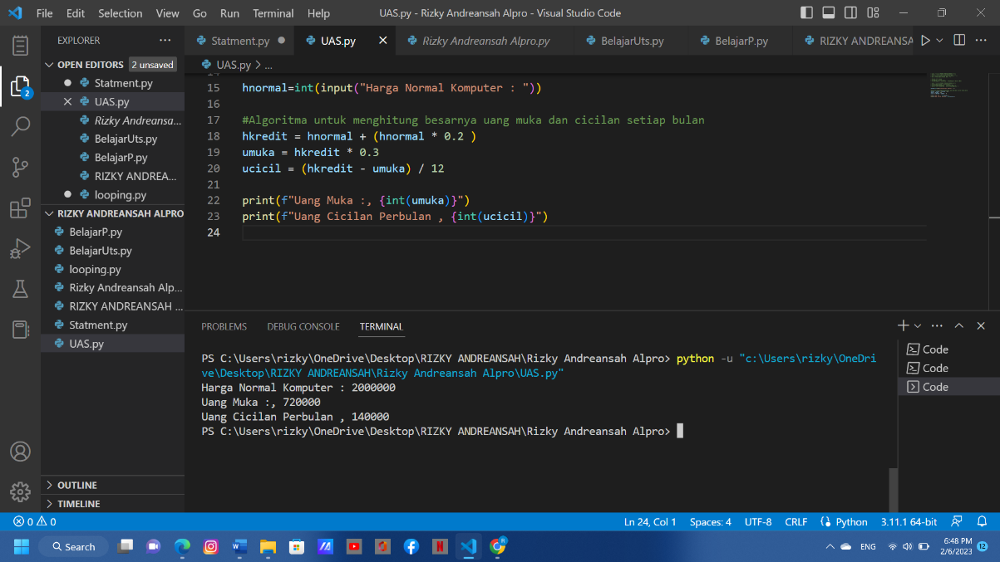 File Edit Selection View Go Run Terminal Help
UAS.py - Rizky Andreansah Alpro - Visual Studio Code
EXPLORER
Statment.py
UAS.py
Rizky Andreansah Alpro.py
BelajarUts.py
BelajarP.py
RIZKY ANDREANSA
OPEN EDITORS 2 unsaved
Statment.py
UAS.py
Rizky Andreansa...
BelajarUts.py
BelajarP.py
RIZKY ANDREA...
looping.py
RIZKY ANDREANSAH ALPRO
BelajarP.py
BelajarUts.py
looping.py
Rizky Andreansah Alp...
RIZKY ANDREANSAH ...
Statment.py
UAS.py
OUTLINE
TIMELINE
2
UAS.py > ...
15 hnormal=int(input("Harga Normal Komputer : "))
16
17 #Algoritma untuk menghitung besarnya uang muka dan cicilan setiap bulan
18 hkredit = hnormal + (hnormal * 0.2 )
19 umuka = hkredit * 0.3
20 ucicil = (hkredit - umuka) / 12
21
22 print(f"Uang Muka :, {int(umuka)}")
23 print(f"Uang Cicilan Perbulan , {int(ucicil)}")
24
PROBLEMS DEBUG CONSOLE TERMINAL
PS C:\Users\rizky\OneDrive\Desktop\RIZKY ANDREANSAH\Rizky Andreansah Alpro> python -u "c:\Users\rizky\OneDri
ve\Desktop\RIZKY ANDREANSAH\Rizky Andreansah Alpro\UAS.py"
Harga Normal Komputer : 2000000
Uang Muka :, 720000
Uang Cicilan Perbulan , 140000
PS C:\Users\rizky\OneDrive\Desktop\RIZKY ANDREANSAH\Rizky Andreansah Alpro>
Code
Code
Code
0 0
Ln 24, Col 1 Spaces: 4 UTF-8 CRLF Python 3.11.1 64-bit
Search
ENG
6:48 PM
2/6/2023
12